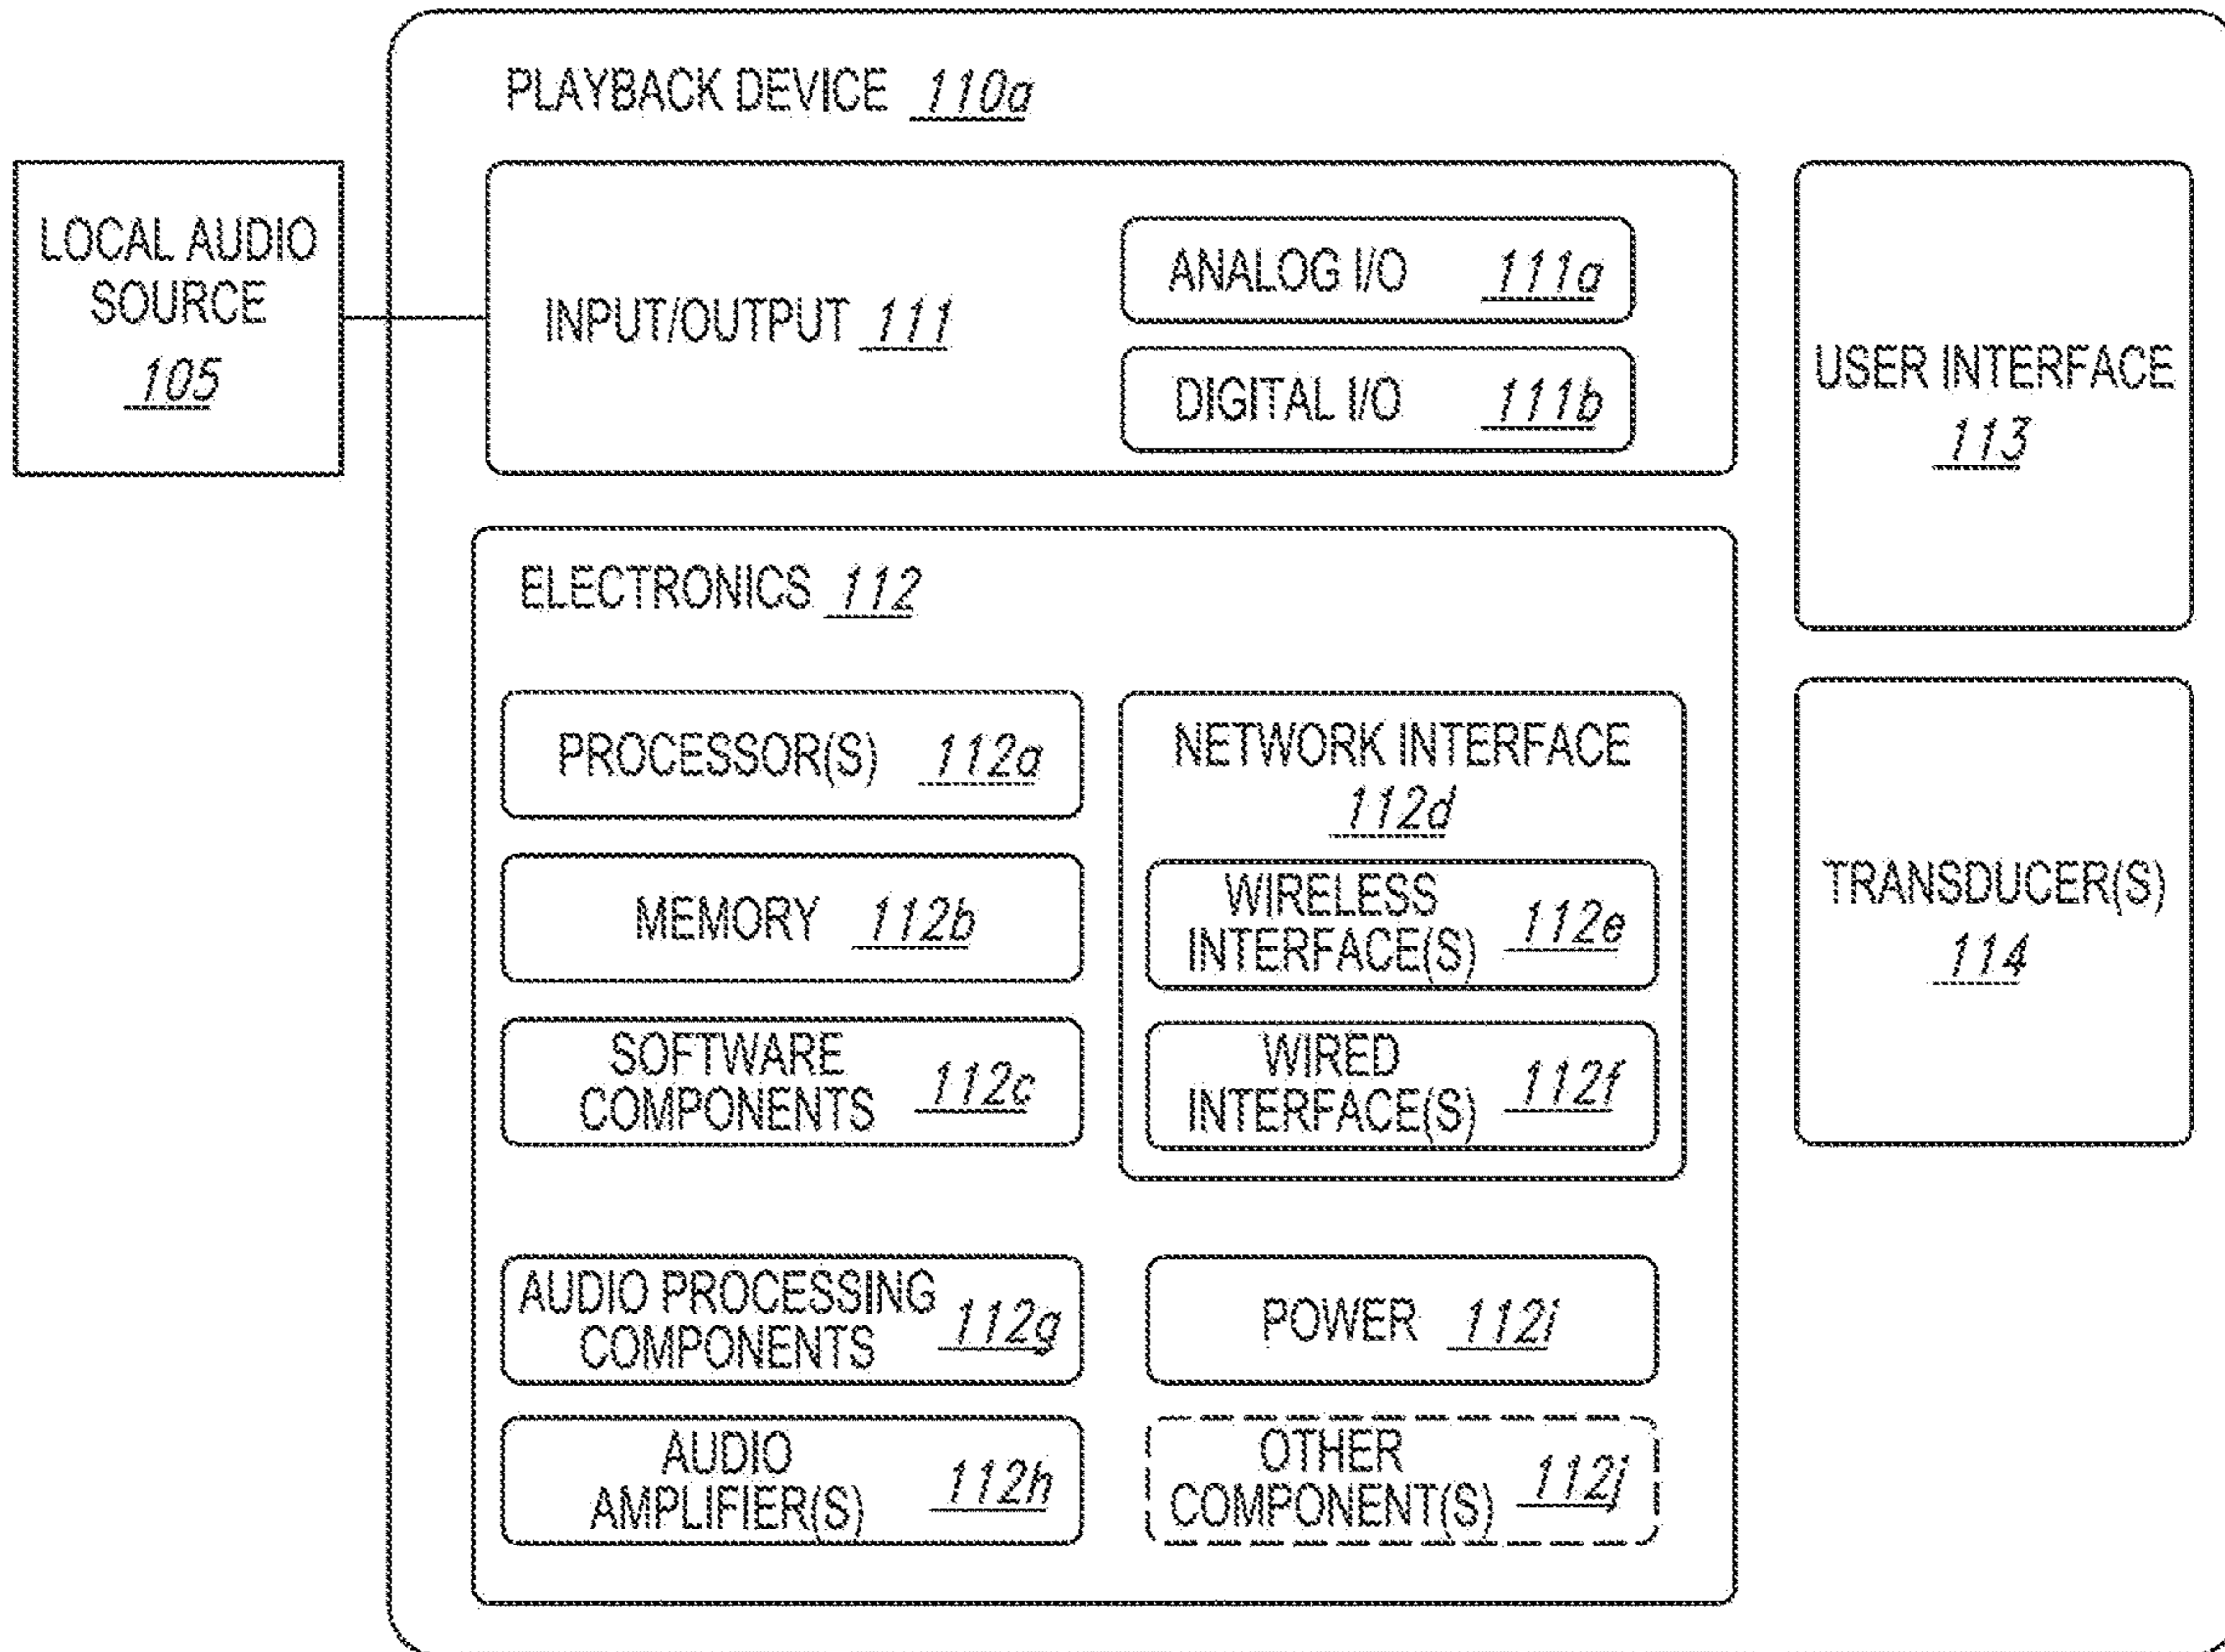 PLAYBACK DEVICE 110a
LOCAL AUDIO
SOURCE
105
INPUT/OUTPUT 111
ANALOG I/O 111a
DIGITAL I/O 111b
USER INTERFACE
113
ELECTRONICS 112
PROCESSOR(S) 112a
MEMORY 112b
SOFTWARE
COMPONENTS 112c
NETWORK INTERFACE
112d
WIRELESS
INTERFACE(S) 112e
WIRED
INTERFACE(S) 112f
TRANSDUCER(S)
114
AUDIO PROCESSING
COMPONENTS 112g
POWER 112i
AUDIO
AMPLIFIER(S) 112h
OTHER
COMPONENT(S) 112j